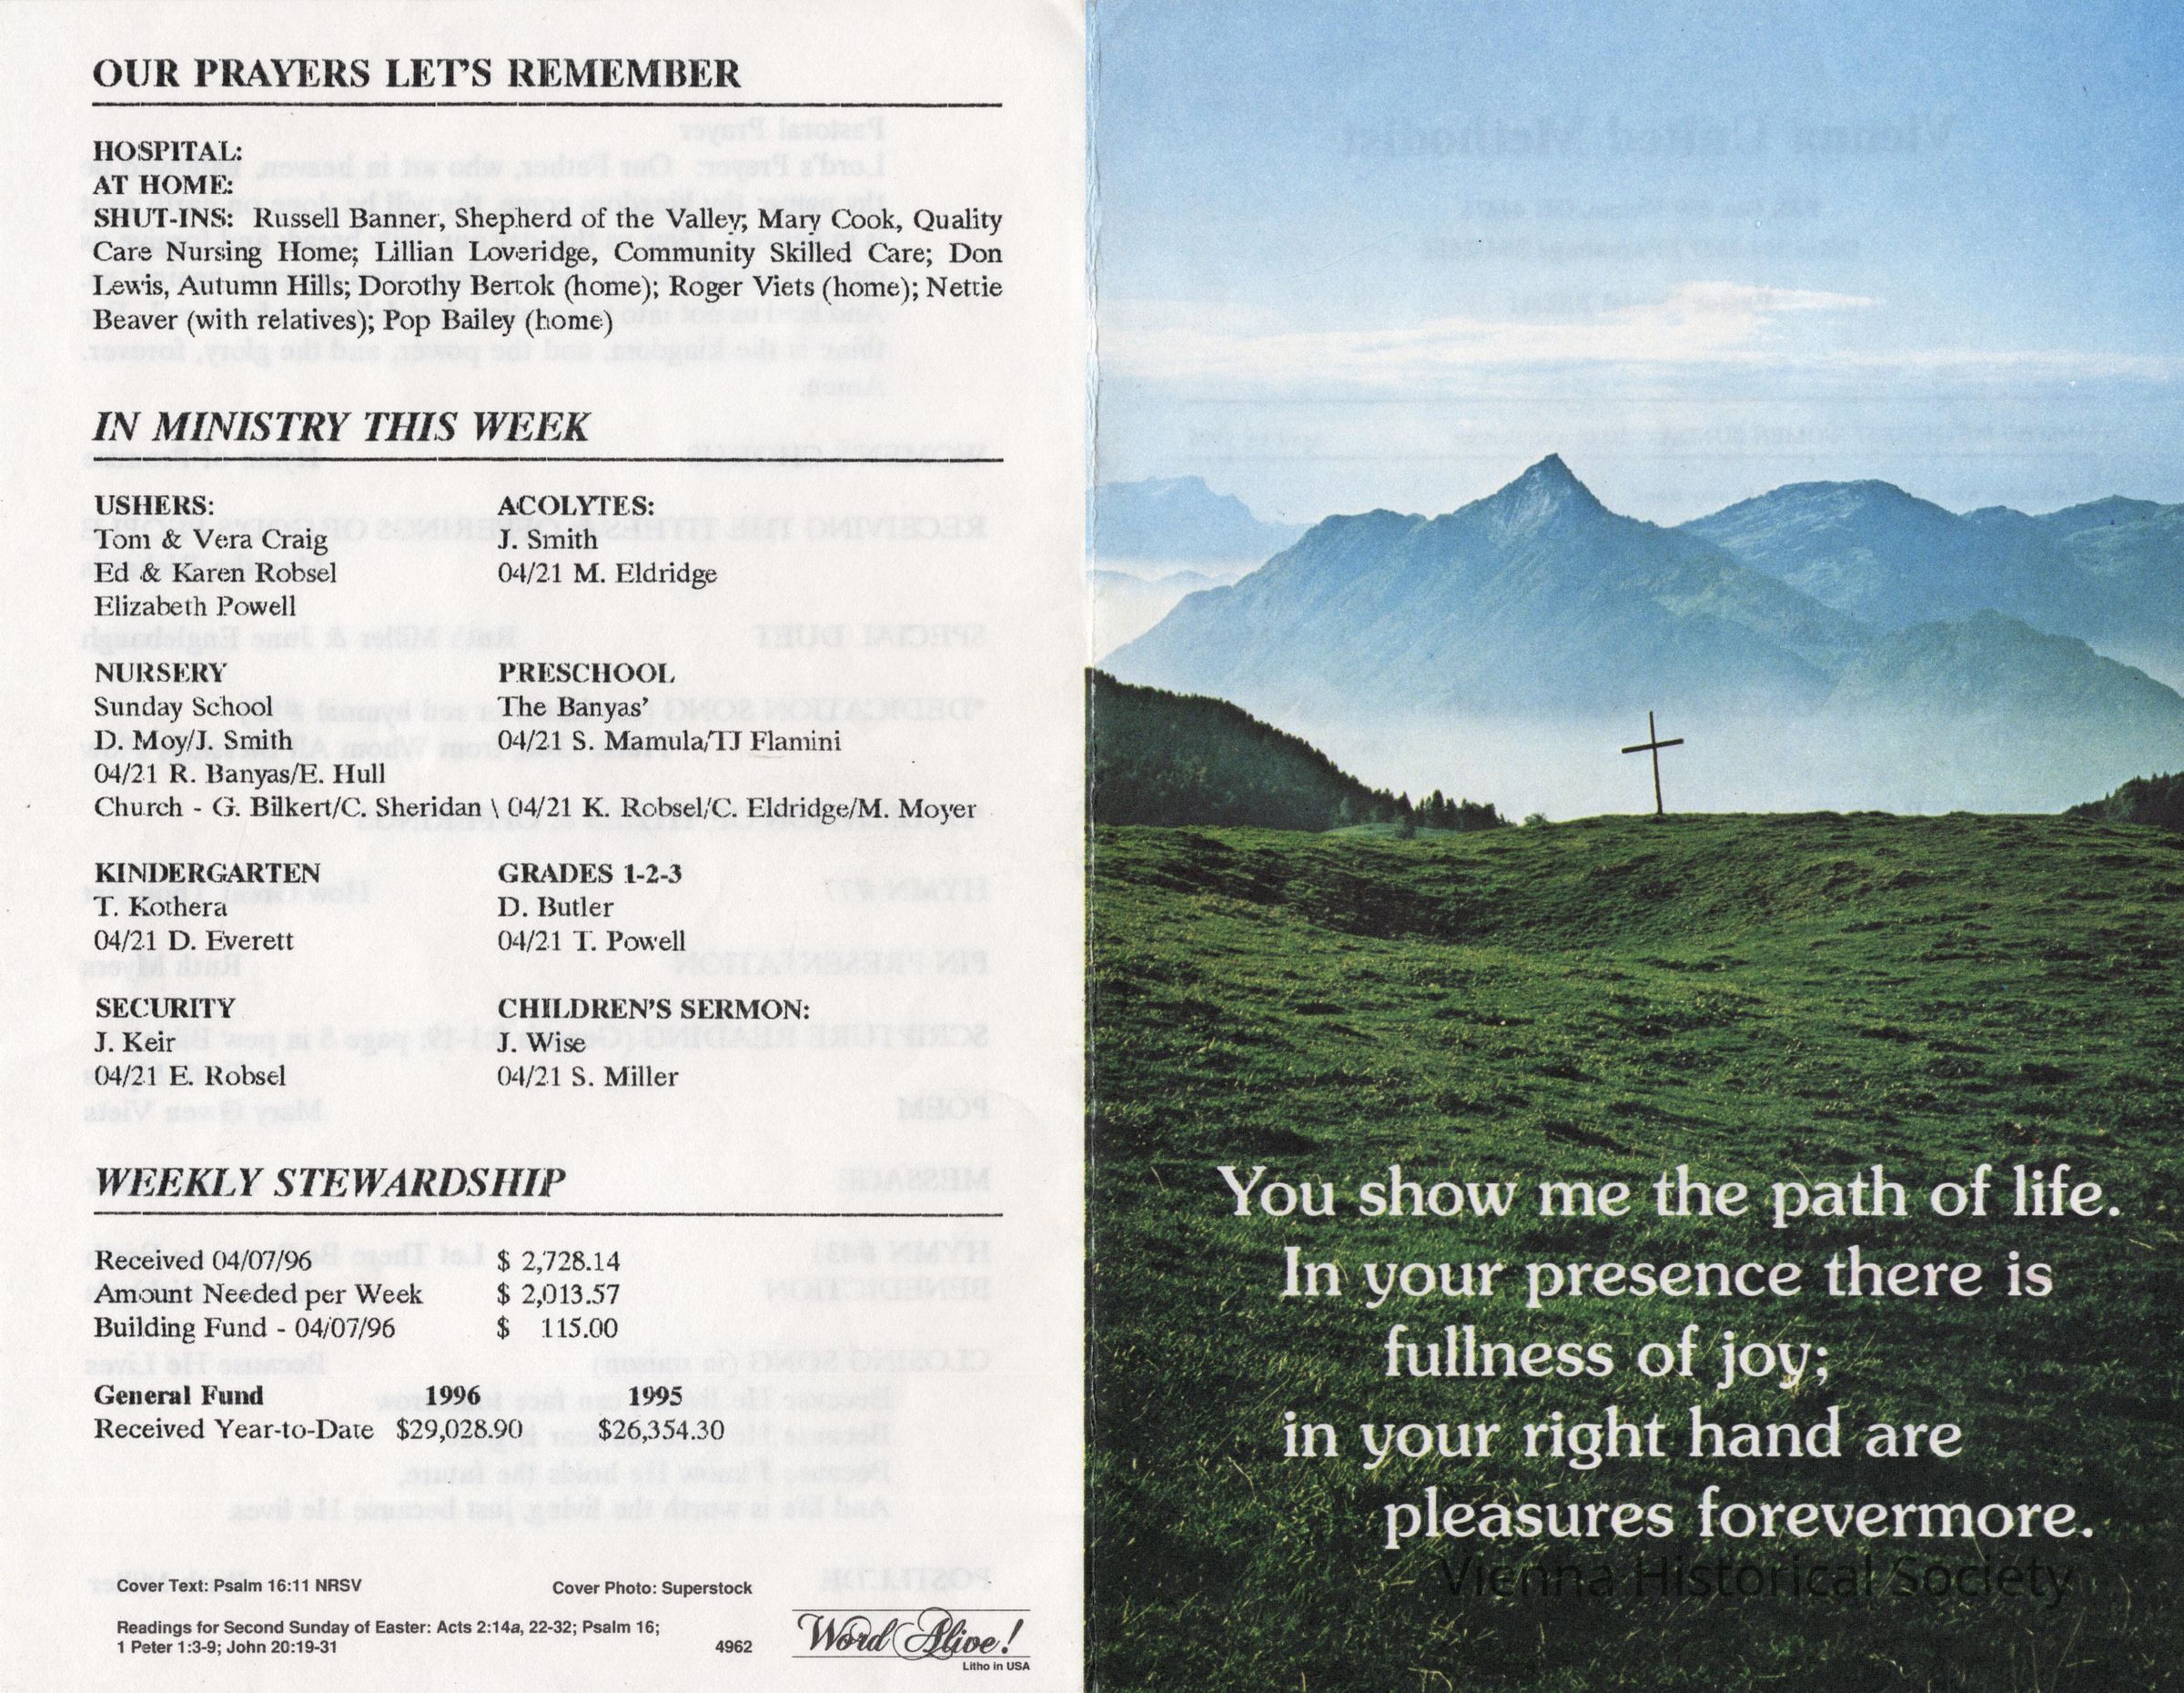 OUR PRAYERS LET'S REMEMBER
HOSPITAL:
AT HOME:
SHUT-INS: Russell Banner, Shepherd of the Valley; Mary Cook, Quality
Care Nursing Home; Lillian Loveridge, Community Skilled Care; Don
Lewis, Autumn Hills; Dorothy Bertok (home); Roger Viets (home); Nettie
Beaver (with relatives); Pop Bailey (home)
IN MINISTRY THIS WEEK
USHERS: ACOLYTES:
Tom & Vera Craig J. Smith
Ed & Karen Robsel 04/21 M. Eldridge
Elizabeth Powell
NURSERY PRESCHOOL
Sunday School The Banyas'
D. Moy/J. Smith 04/21 S. Mamula/TJ Flamini
04/21 R. Banyas/E. Hull
Church - G. Bilkert/C. Sheridan \ 04/21 K. Robsel/C. Eldridge/M. Moyer
KINDERGARTEN GRADES 1-2-3
T. Kothera D. Butler
04/21 D. Everett 04/21 T. Powell
SECURITY CHILDREN'S SERMON:
J. Keir J. Wise
04/21 E. Robsel 04/21 S. Miller
WEEKLY STEWARDSHIP
Received 04/07/96 $ 2,728.14
Amount Needed per Week $ 2,013.57
Building Fund - 04/07/96 $ 115.00
General Fund 1996 1995
Received Year-to-Date $29,028.90 $26,354.30
Cover Text: Psalm 16:11 NRSV Cover Photo: Superstock
Readings for Second Sunday of Easter: Acts 2:14a, 22-32; Psalm 16;
1 Peter 1:3-9; John 20:19-31 4962
Word Alive!
Litho in USA
You show me the path of life.
In your presence there is
fullness of joy;
in your right hand are
pleasures forevermore.
Vienna Historical Society